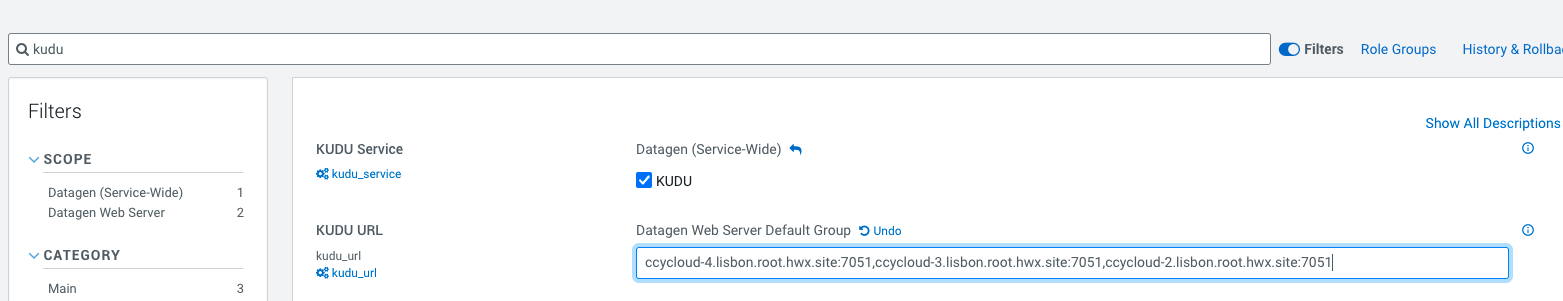 kudu
Filters
Role Groups
History & Rollba
Filters
Show All Descriptions
SCOPE
Datagen (Service-Wide) 1
Datagen Web Server 2
CATEGORY
Main 3
KUDU Service
kudu_service
Datagen (Service-Wide)
KUDU
KUDU URL
kudu_url
kudu_url
Datagen Web Server Default Group Undo
ccycloud-4.lisbon.root.hwx.site:7051,ccycloud-3.lisbon.root.hwx.site:7051,ccycloud-2.lisbon.root.hwx.site:7051